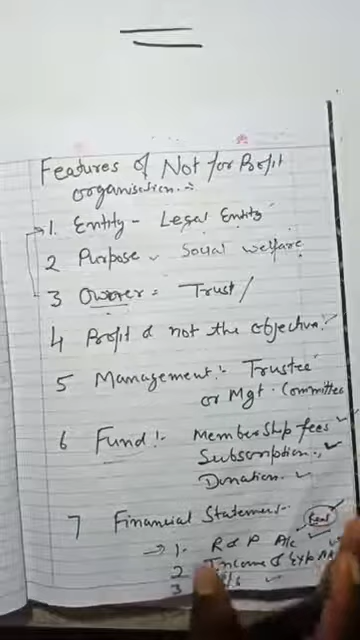 Features of Not for Profit
organisation :-
1. Entity - Legal Entity
2 Purpose - Social welfare
3 Owner = Trust /
4 Profit is not the objective.
5 Management :- Trustee
or Mgt. Committee
6 Fund :- Membership fees
Subscription
Donation
7 Financial Statement -
1. R & P A/c
2 Income & Exp A/c
3